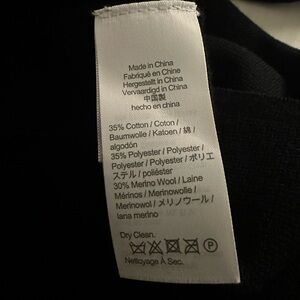 Made in China
Fabriqué en Chine
Hergestellt in China
Vervaardigd in China
中国製
hecho en china
35% Cotton / Coton /
Baumwolle / Katoen / 綿 /
algodón
35% Polyester / Polyester /
Polyester / Polyester / ポリエ
ステル / poliéster
30% Merino Wool / Laine
Mérinos / Merinowolle /
Merinowol / メリノウール /
lana merino
Dry Clean.
P
Nettoyage À Sec.